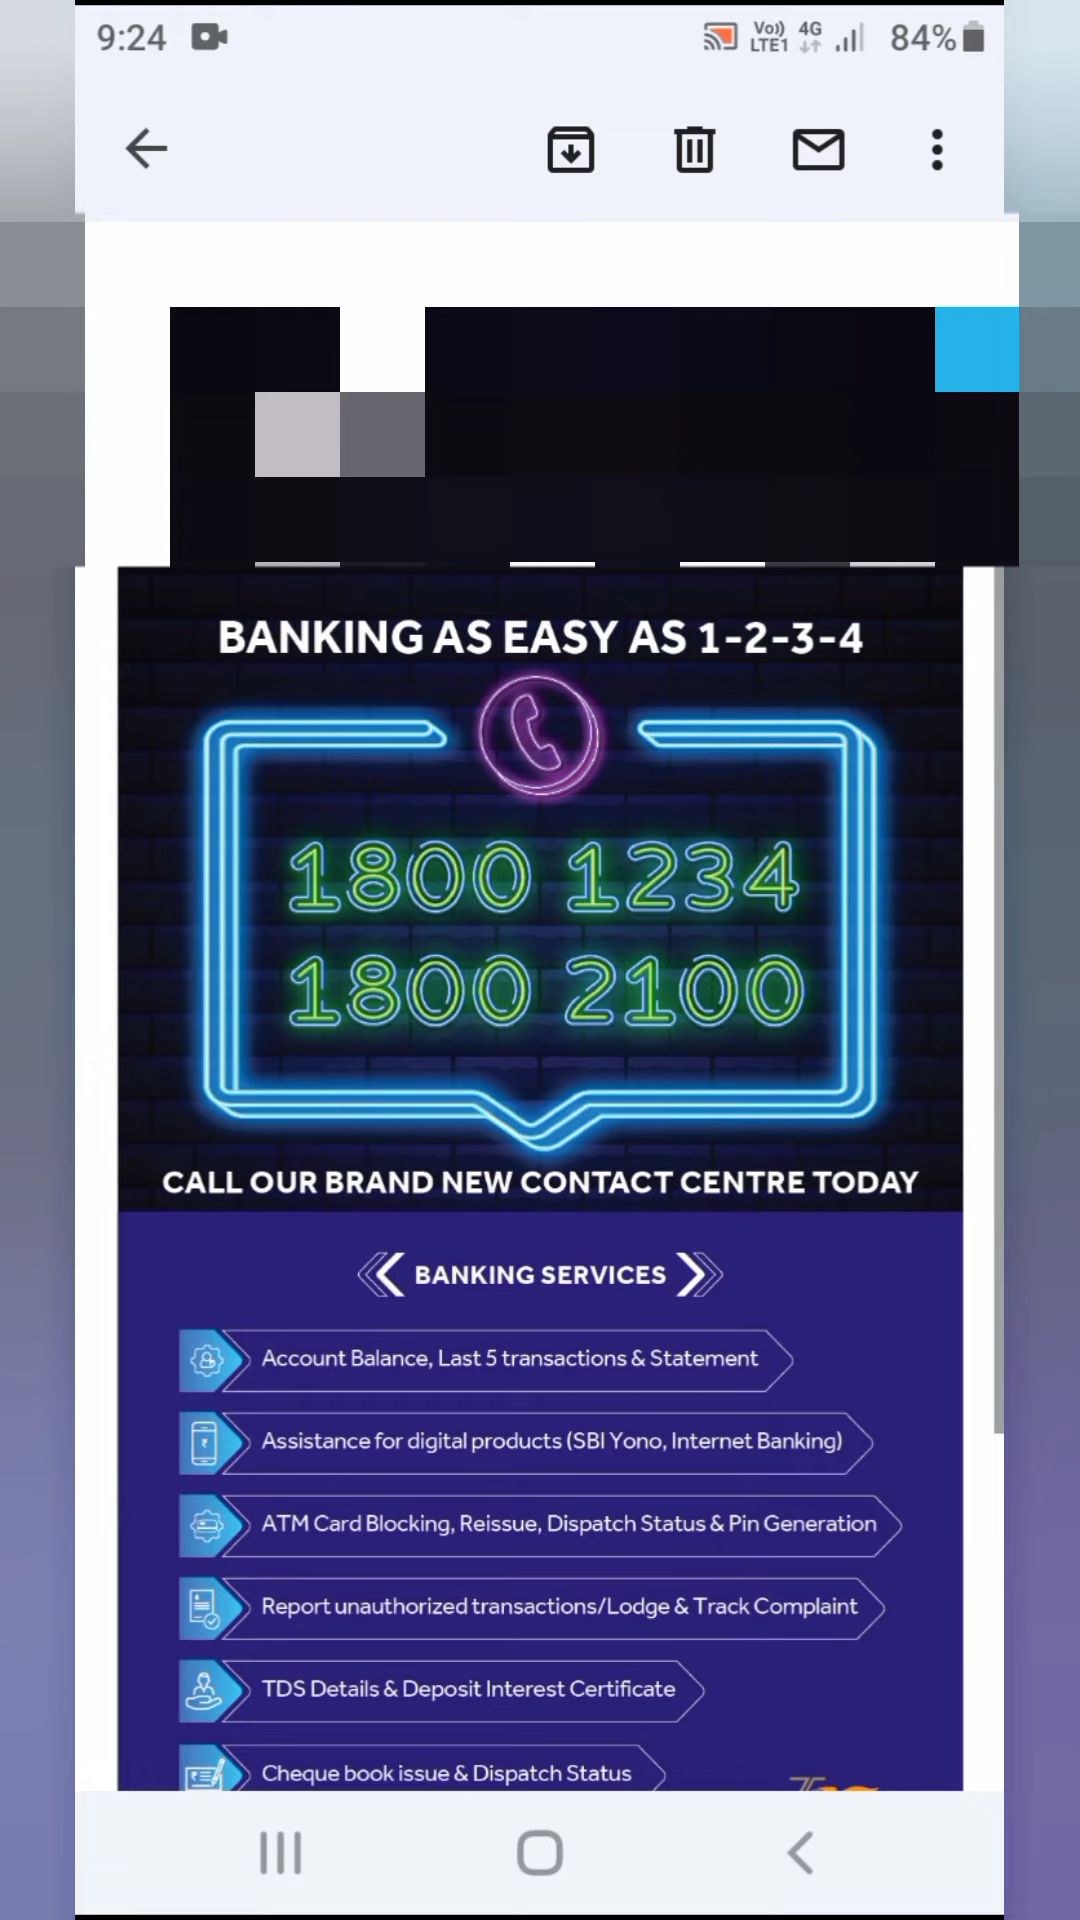 9:24
Vo))
LTE1
4G
84%
BANKING AS EASY AS 1-2-3-4
1800 1234
1800 2100
CALL OUR BRAND NEW CONTACT CENTRE TODAY
BANKING SERVICES
Account Balance, Last 5 transactions & Statement
Assistance for digital products (SBI Yono, Internet Banking)
ATM Card Blocking, Reissue, Dispatch Status & Pin Generation
Report unauthorized transactions/Lodge & Track Complaint
TDS Details & Deposit Interest Certificate
Cheque book issue & Dispatch Status